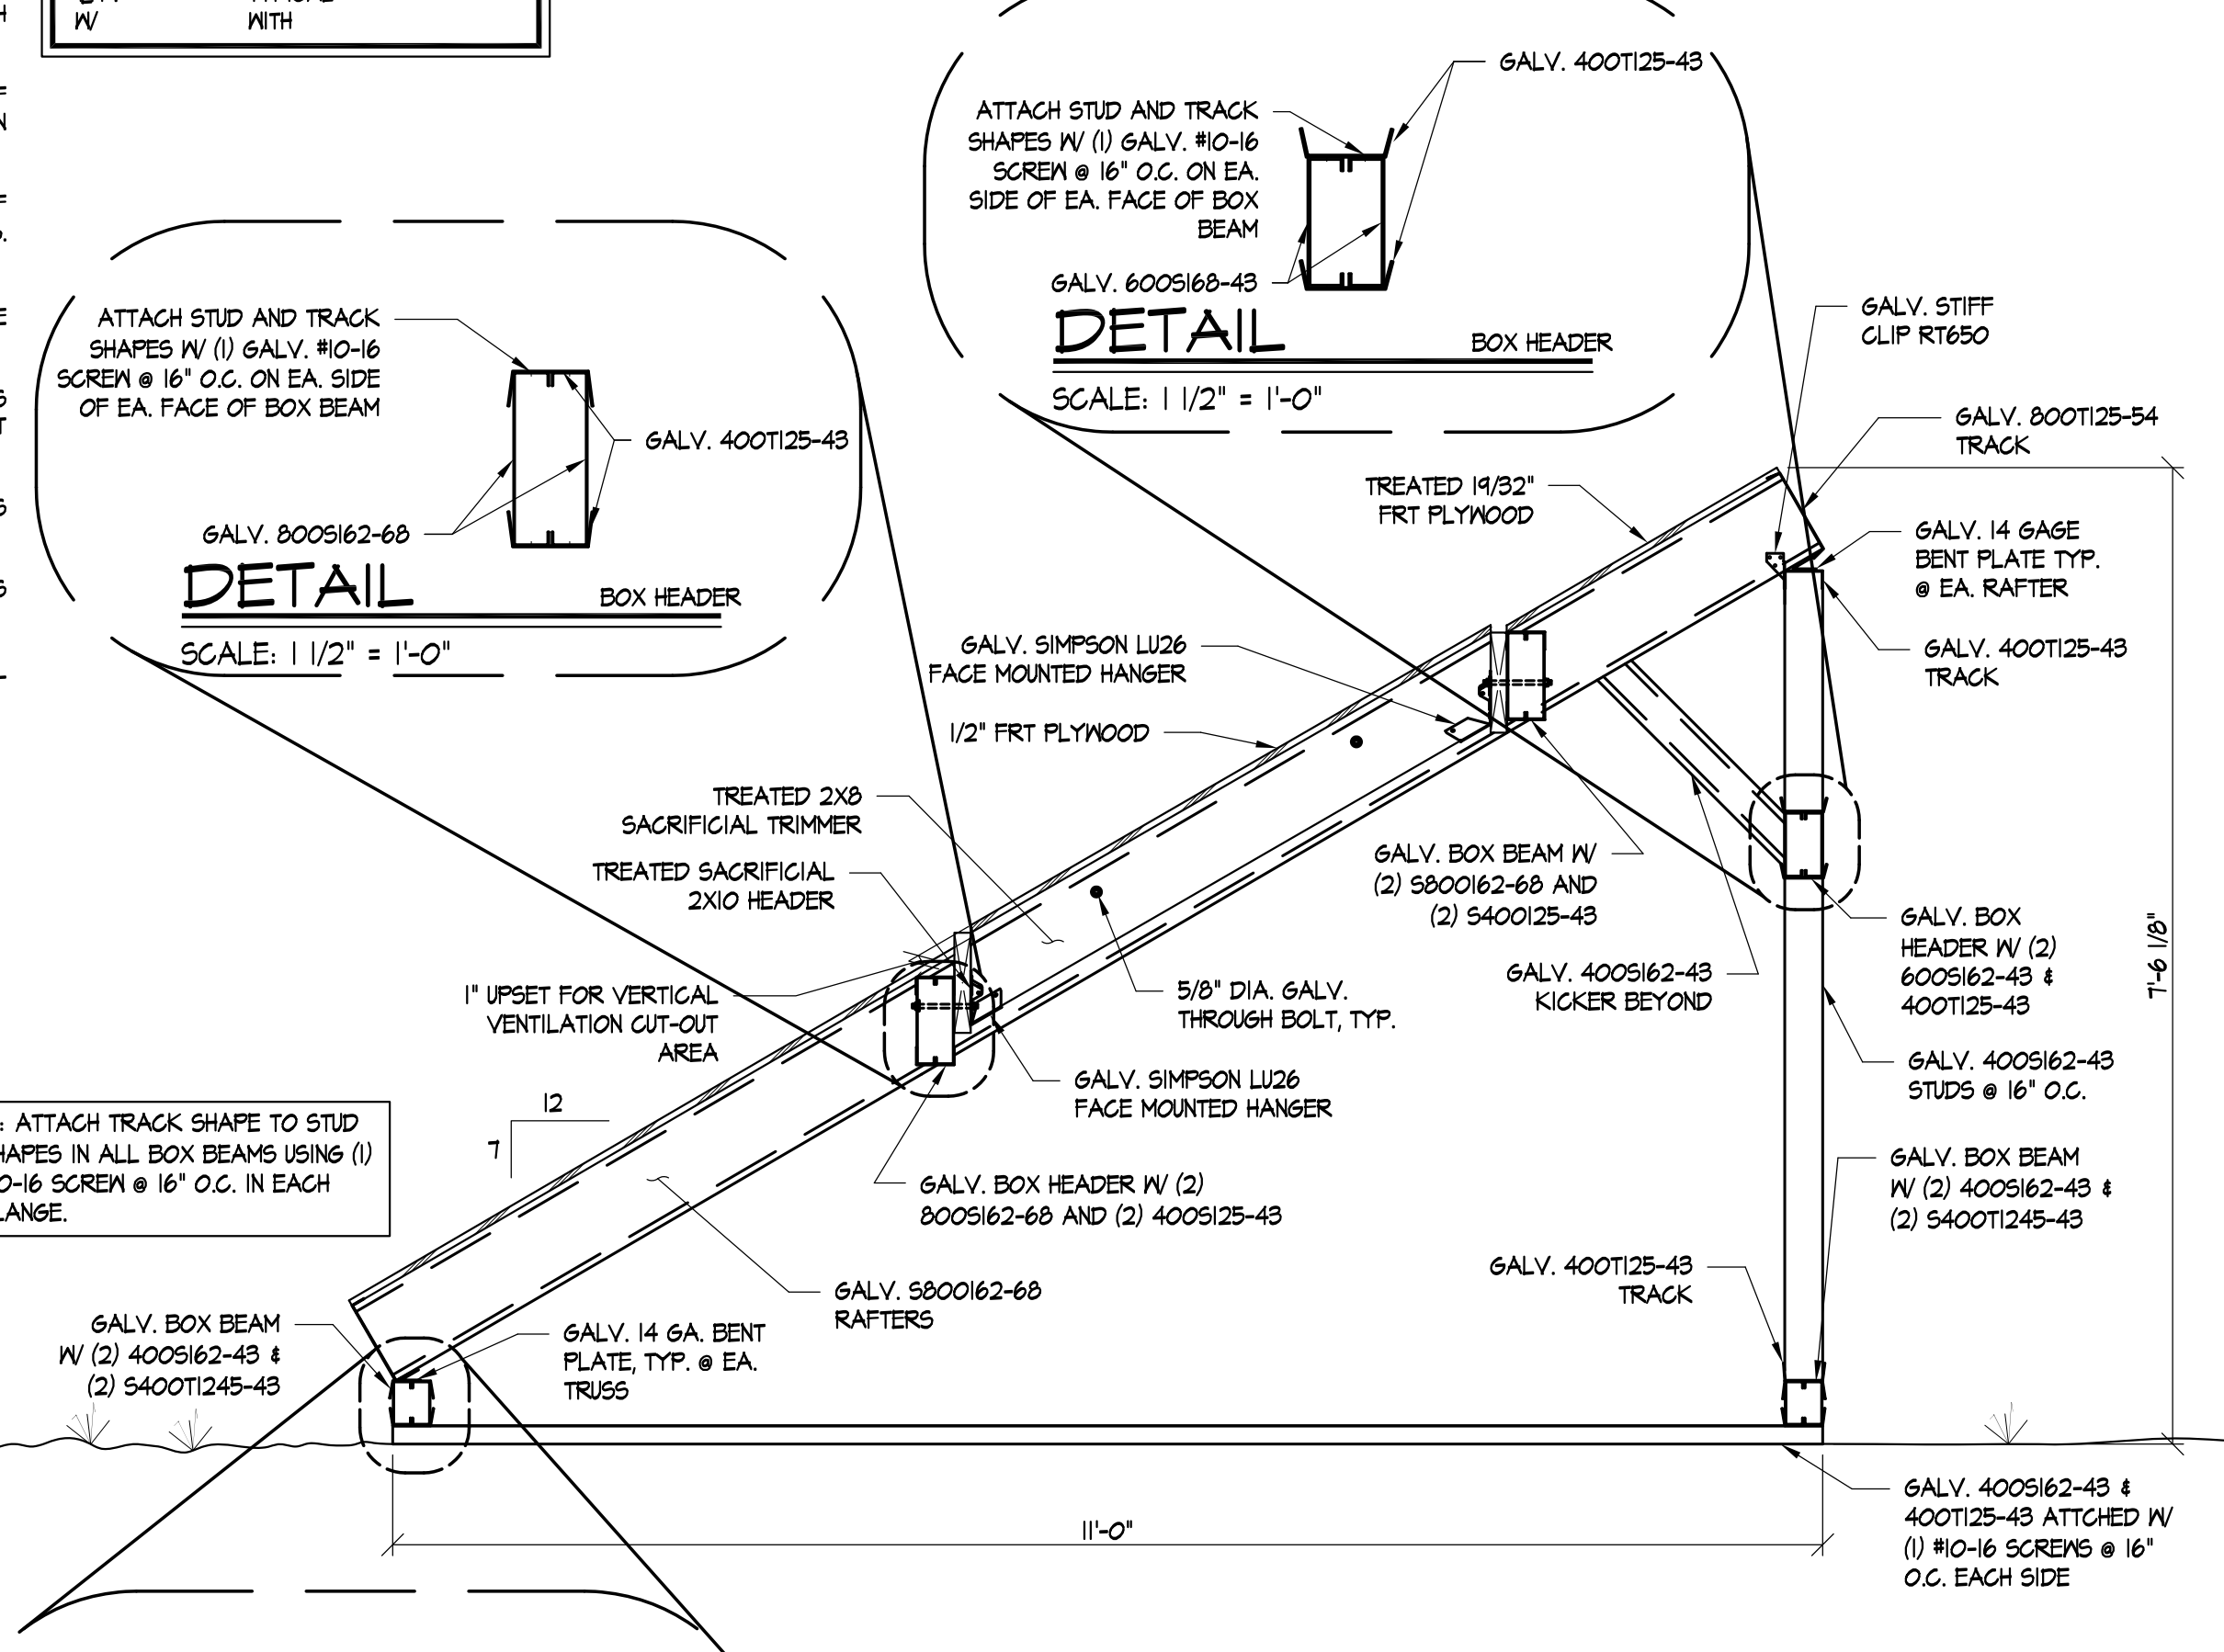 W/ WITH
GALV. 400T125-43
ATTACH STUD AND TRACK
SHAPES W/ (1) GALV. #10-16
SCREW @ 16" O.C. ON EA.
SIDE OF EA. FACE OF BOX
BEAM
GALV. 600S168-43
DETAIL BOX HEADER
SCALE: 1 1/2" = 1'-0"
ATTACH STUD AND TRACK
SHAPES W/ (1) GALV. #10-16
SCREW @ 16" O.C. ON EA. SIDE
OF EA. FACE OF BOX BEAM
GALV. 400T125-43
GALV. 800S162-68
DETAIL BOX HEADER
SCALE: 1 1/2" = 1'-0"
GALV. STIFF
CLIP RT650
GALV. 800T125-54
TRACK
TREATED 19/32"
FRT PLYWOOD
GALV. 14 GAGE
BENT PLATE TYP.
@ EA. RAFTER
GALV. SIMPSON LU26
FACE MOUNTED HANGER
GALV. 400T125-43
TRACK
1/2" FRT PLYWOOD
TREATED 2X8
SACRIFICIAL TRIMMER
TREATED SACRIFICIAL
2X10 HEADER
GALV. BOX BEAM W/
(2) S800162-68 AND
(2) S400125-43
GALV. BOX
HEADER W/ (2)
600S162-43 &
400T125-43
7'-6 1/8"
GALV. 400S162-43
KICKER BEYOND
1" UPSET FOR VERTICAL
VENTILATION CUT-OUT
AREA
5/8" DIA. GALV.
THROUGH BOLT, TYP.
GALV. SIMPSON LU26
FACE MOUNTED HANGER
GALV. 400S162-43
STUDS @ 16" O.C.
12
7
: ATTACH TRACK SHAPE TO STUD
HAPES IN ALL BOX BEAMS USING (1)
0-16 SCREW @ 16" O.C. IN EACH
LANGE.
GALV. BOX HEADER W/ (2)
800S162-68 AND (2) 400S125-43
GALV. BOX BEAM
W/ (2) 400S162-43 &
(2) S400T1245-43
GALV. 400T125-43
TRACK
GALV. S800162-68
RAFTERS
GALV. BOX BEAM
W/ (2) 400S162-43 &
(2) S400T1245-43
GALV. 14 GA. BENT
PLATE, TYP. @ EA.
TRUSS
GALV. 400S162-43 &
400T125-43 ATTCHED W/
(1) #10-16 SCREWS @ 16"
O.C. EACH SIDE
11'-0"